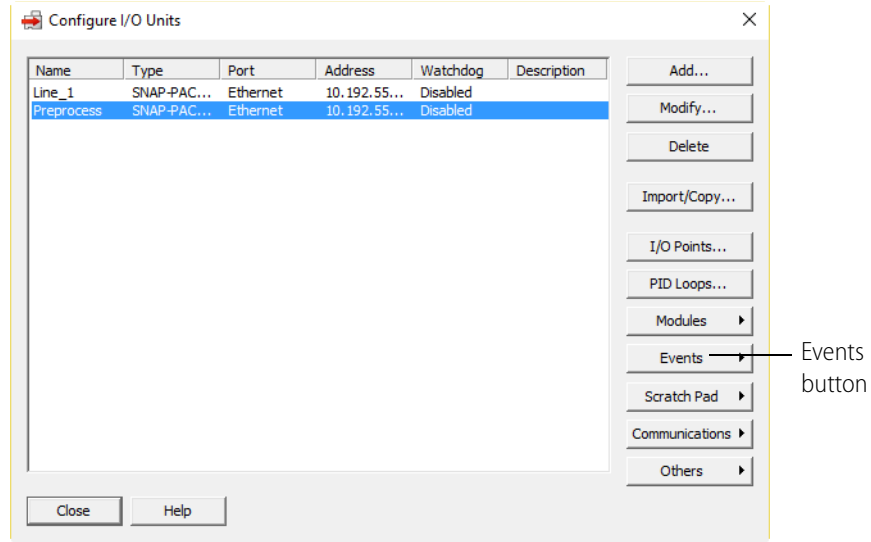 Configure I/O Units
Name Type Port Address Watchdog Description
Line_1 SNAP-PAC... Ethernet 10.192.55... Disabled
Preprocess SNAP-PAC... Ethernet 10.192.55... Disabled
Add...
Modify...
Delete
Import/Copy...
I/O Points...
PID Loops...
Modules
Events
Scratch Pad
Communications
Others
Events
button
Close Help